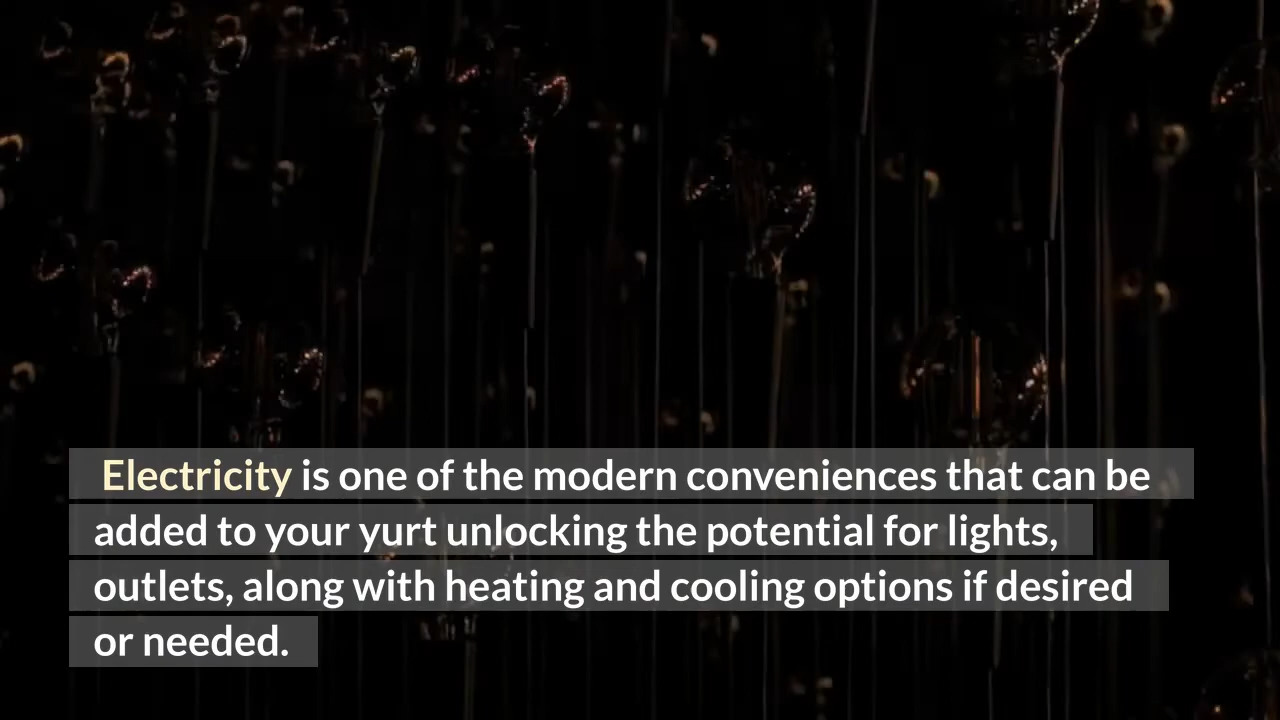 Electricity is one of the modern conveniences that can be
added to your yurt unlocking the potential for lights,
outlets, along with heating and cooling options if desired
or needed.